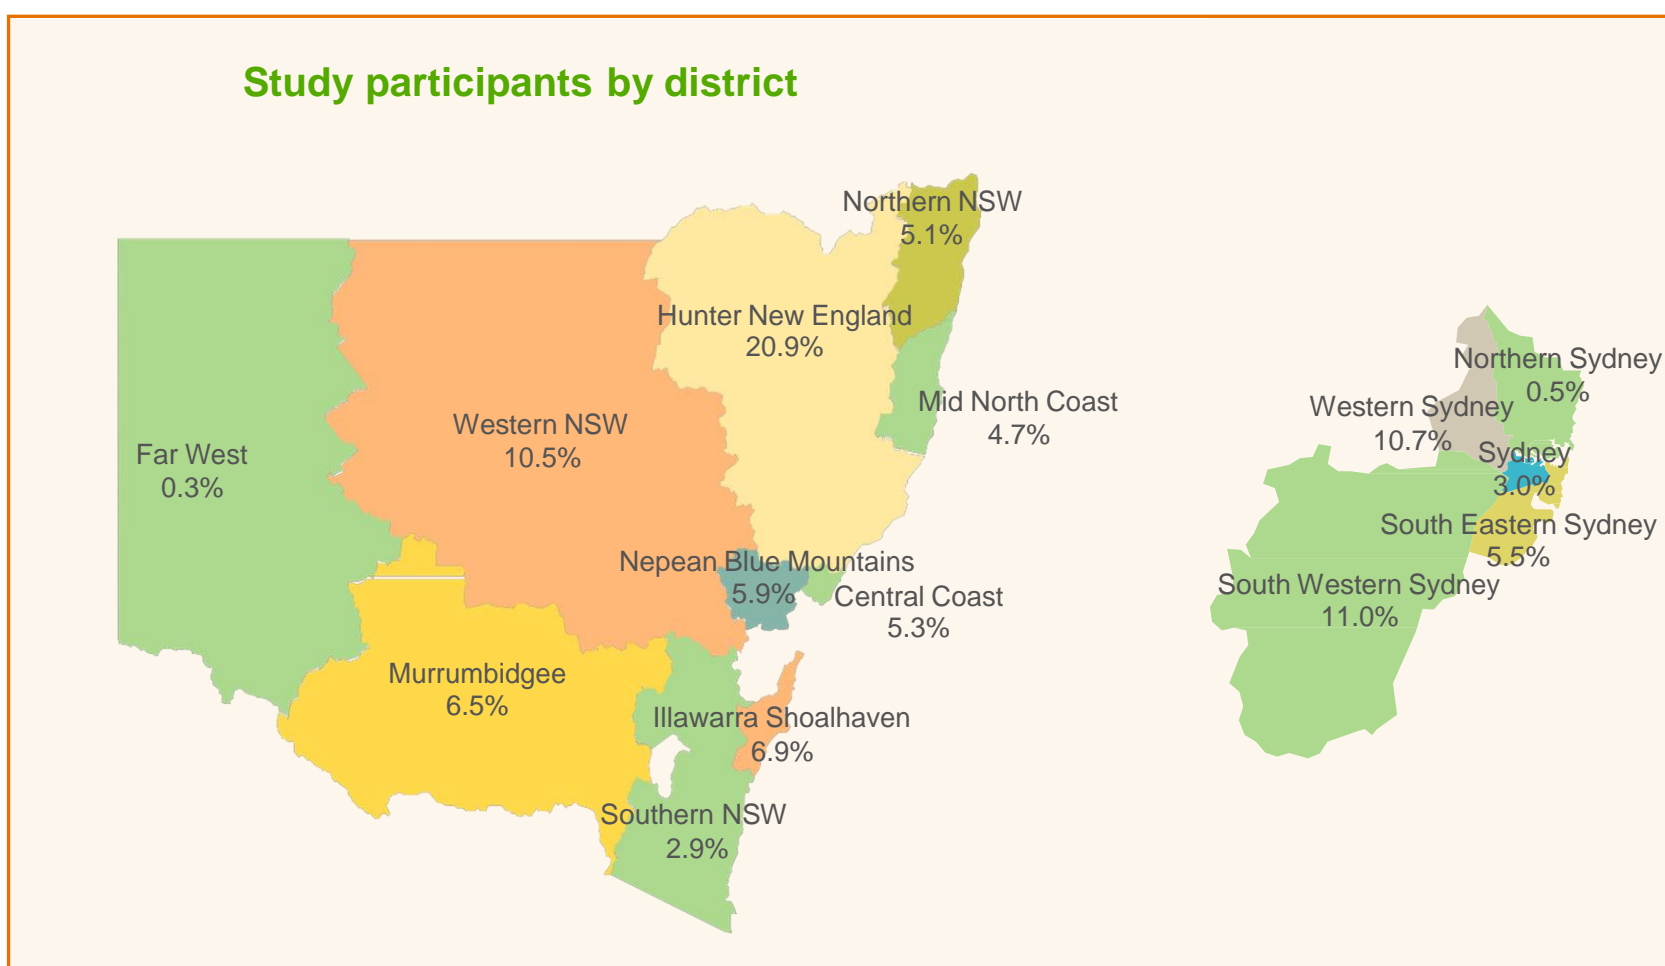 Study participants by district
Northern NSW
5.1%
Hunter New England
20.9%
Mid North Coast
4.7%
Western NSW
10.5%
Far West
0.3%
Nepean Blue Mountains
5.9%
Central Coast
5.3%
Murrumbidgee
6.5%
Illawarra Shoalhaven
6.9%
Southern NSW
2.9%
Northern Sydney
0.5%
Western Sydney
10.7%
Sydney
3.0%
South Eastern Sydney
5.5%
South Western Sydney
11.0%